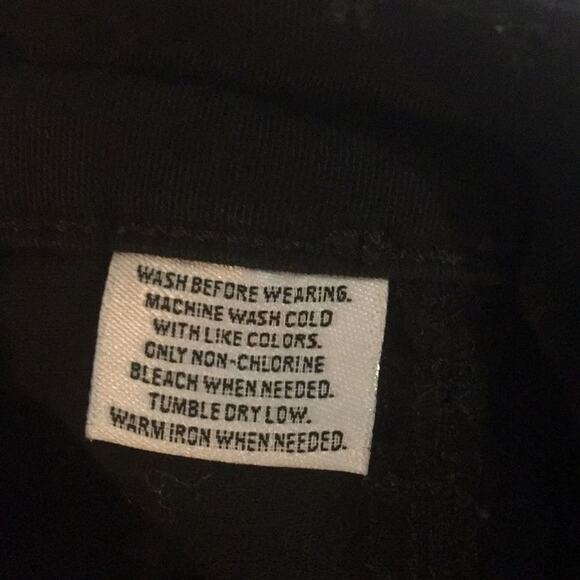 WASH BEFORE WEARING.
MACHINE WASH COLD
WITH LIKE COLORS.
ONLY NON-CHLORINE
BLEACH WHEN NEEDED.
TUMBLE DRY LOW.
WARM IRON WHEN NEEDED.